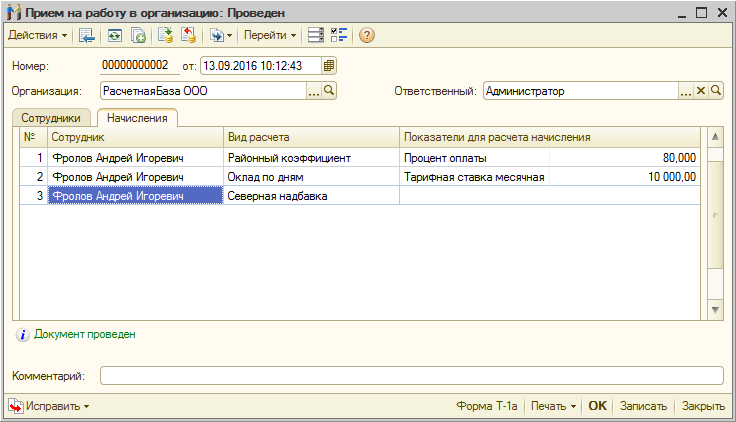 Прием на работу в организацию: Проведен
Действия Перейти ?
Номер: 00000000002 от: 13.09.2016 10:12:43
Организация: РасчетнаяБаза ООО ... Ответственный: Администратор ... ×
Сотрудники Начисления
№ Сотрудник Вид расчета Показатели для расчета начисления
1 Фролов Андрей Игоревич Районный коэффициент Процент оплаты 80,000
2 Фролов Андрей Игоревич Оклад по дням Тарифная ставка месячная 10 000,00
3 Фролов Андрей Игоревич Северная надбавка
Документ проведен
Комментарий:
Исправить Форма Т-1а Печать OK Записать Закрыть